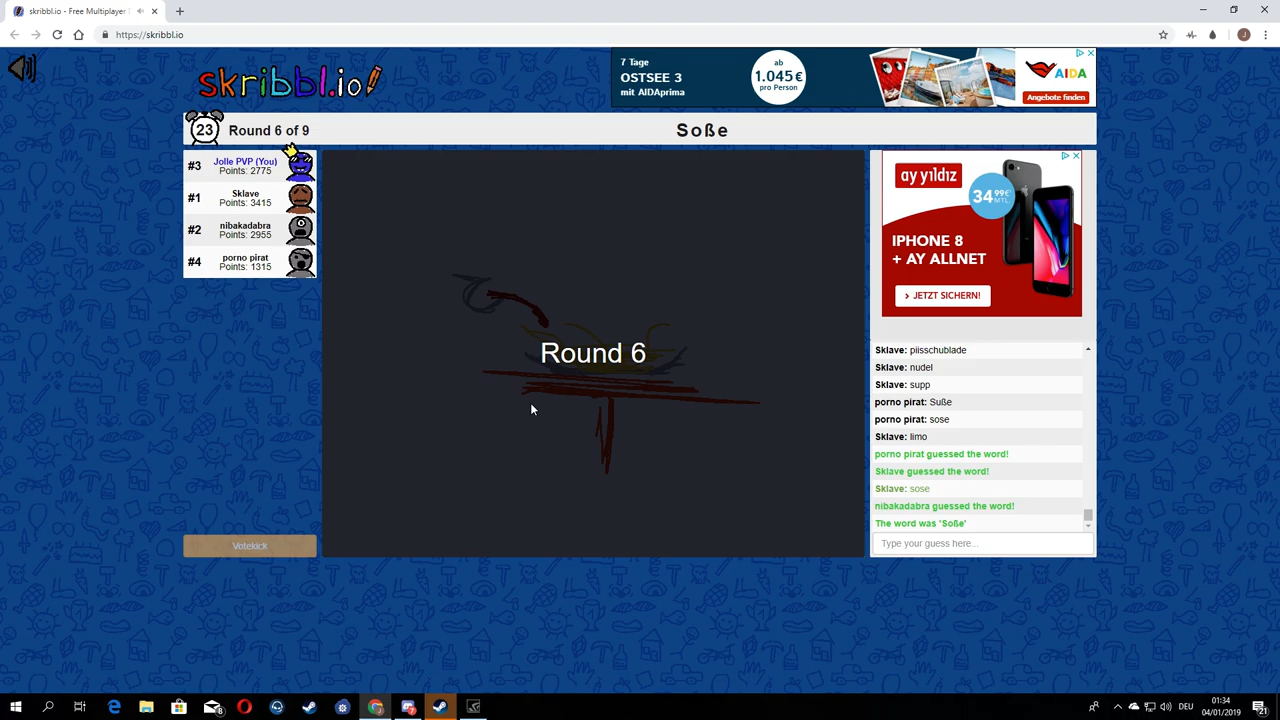 skribbl.io - Free Multiplayer
https://skribbl.io
J
skribbl.io
7 Tage
OSTSEE 3
mit AIDAprima
ab
1.045 €
pro Person
AIDA
Angebote finden
23
Round 6 of 9
Soße
#3
Jolle PVP (You)
Points: 2775
#1
Sklave
Points: 3415
#2
nibakadabra
Points: 2955
#4
porno pirat
Points: 1315
Votekick
Round 6
ay yıldız
34,99€
MTL.
IPHONE 8
+ AY ALLNET
> JETZT SICHERN!
Sklave: piisschublade
Sklave: nudel
Sklave: supp
porno pirat: Suße
porno pirat: sose
Sklave: limo
porno pirat guessed the word!
Sklave guessed the word!
Sklave: sose
nibakadabra guessed the word!
The word was 'Soße'
Type your guess here...
DEU
01:34
04/01/2019